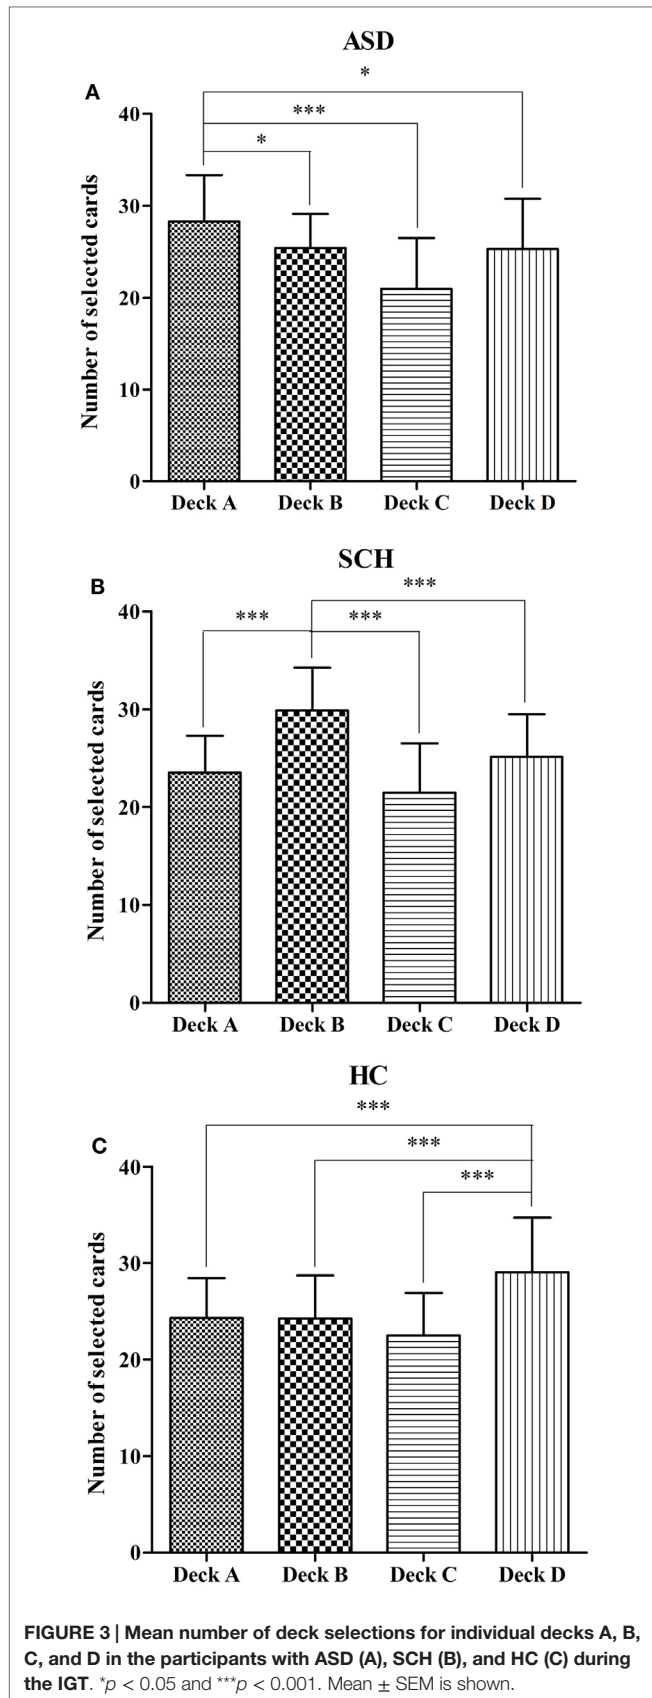 ASD
A
*
***
*
40
30
20
10
0
Number of selected cards
Deck A Deck B Deck C Deck D
SCH
B
***
***
***
40
30
20
10
0
Number of selected cards
Deck A Deck B Deck C Deck D
HC
C
***
***
***
40
30
20
10
0
Number of selected cards
Deck A Deck B Deck C Deck D
FIGURE 3 | Mean number of deck selections for individual decks A, B,
C, and D in the participants with ASD (A), SCH (B), and HC (C) during
the IGT. *p < 0.05 and ***p < 0.001. Mean ± SEM is shown.